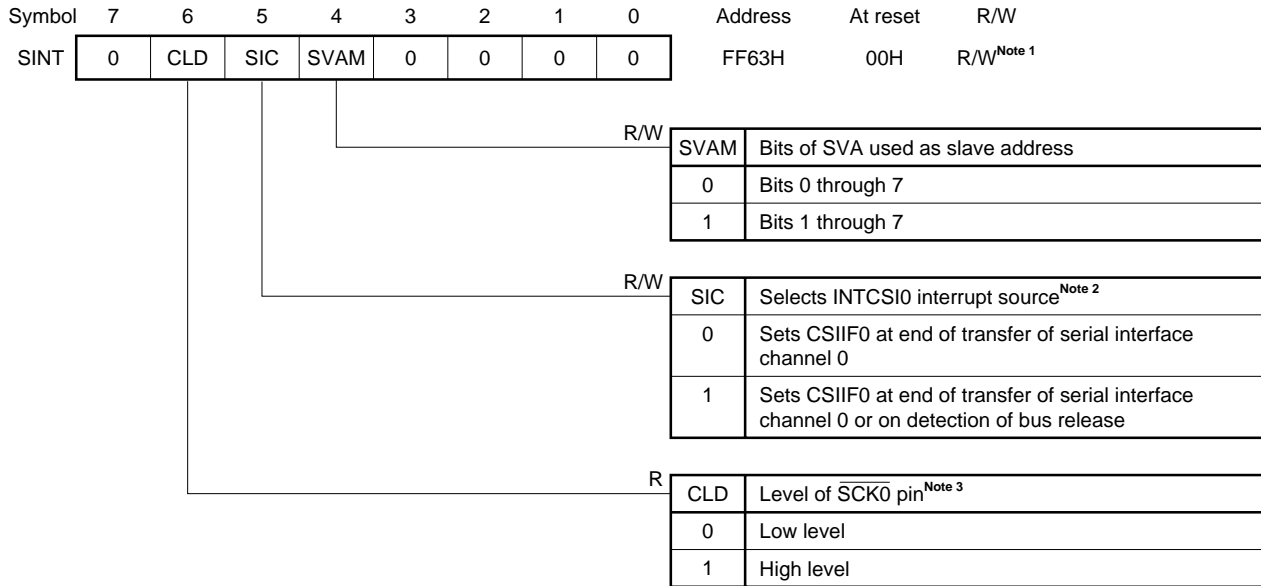 Symbol 7 6 5 4 3 2 1 0 Address At reset R/W
SINT 0 CLD SIC SVAM 0 0 0 0 FF63H 00H R/WNote 1
R/W
SVAM Bits of SVA used as slave address
0 Bits 0 through 7
1 Bits 1 through 7
R/W
SIC Selects INTCSI0 interrupt sourceNote 2
0 Sets CSIIF0 at end of transfer of serial interface
channel 0
1 Sets CSIIF0 at end of transfer of serial interface
channel 0 or on detection of bus release
R
CLD Level of S̅C̅K̅0̅ pinNote 3
0 Low level
1 High level